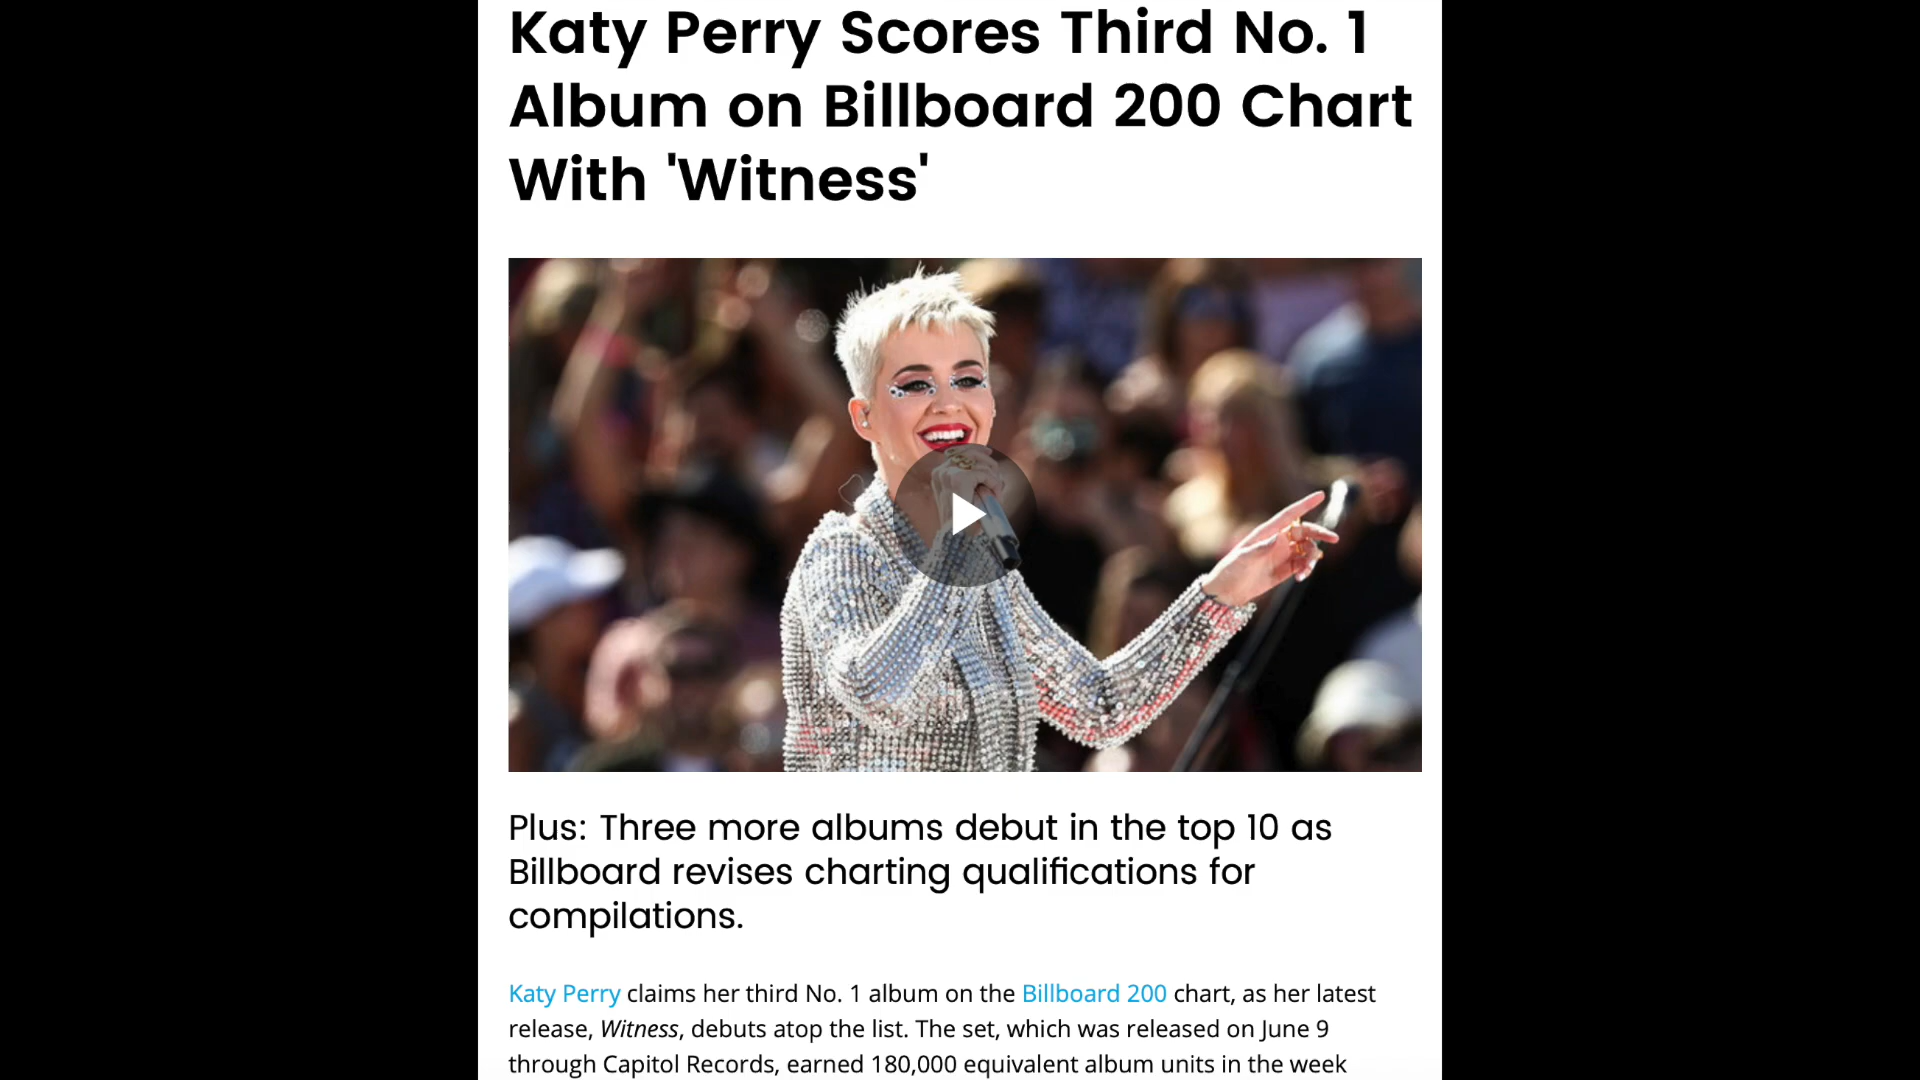 Katy Perry Scores Third No. 1
Album on Billboard 200 Chart
With 'Witness'
Plus: Three more albums debut in the top 10 as
Billboard revises charting qualifications for
compilations.
Katy Perry claims her third No. 1 album on the Billboard 200 chart, as her latest
release, Witness, debuts atop the list. The set, which was released on June 9
through Capitol Records, earned 180,000 equivalent album units in the week